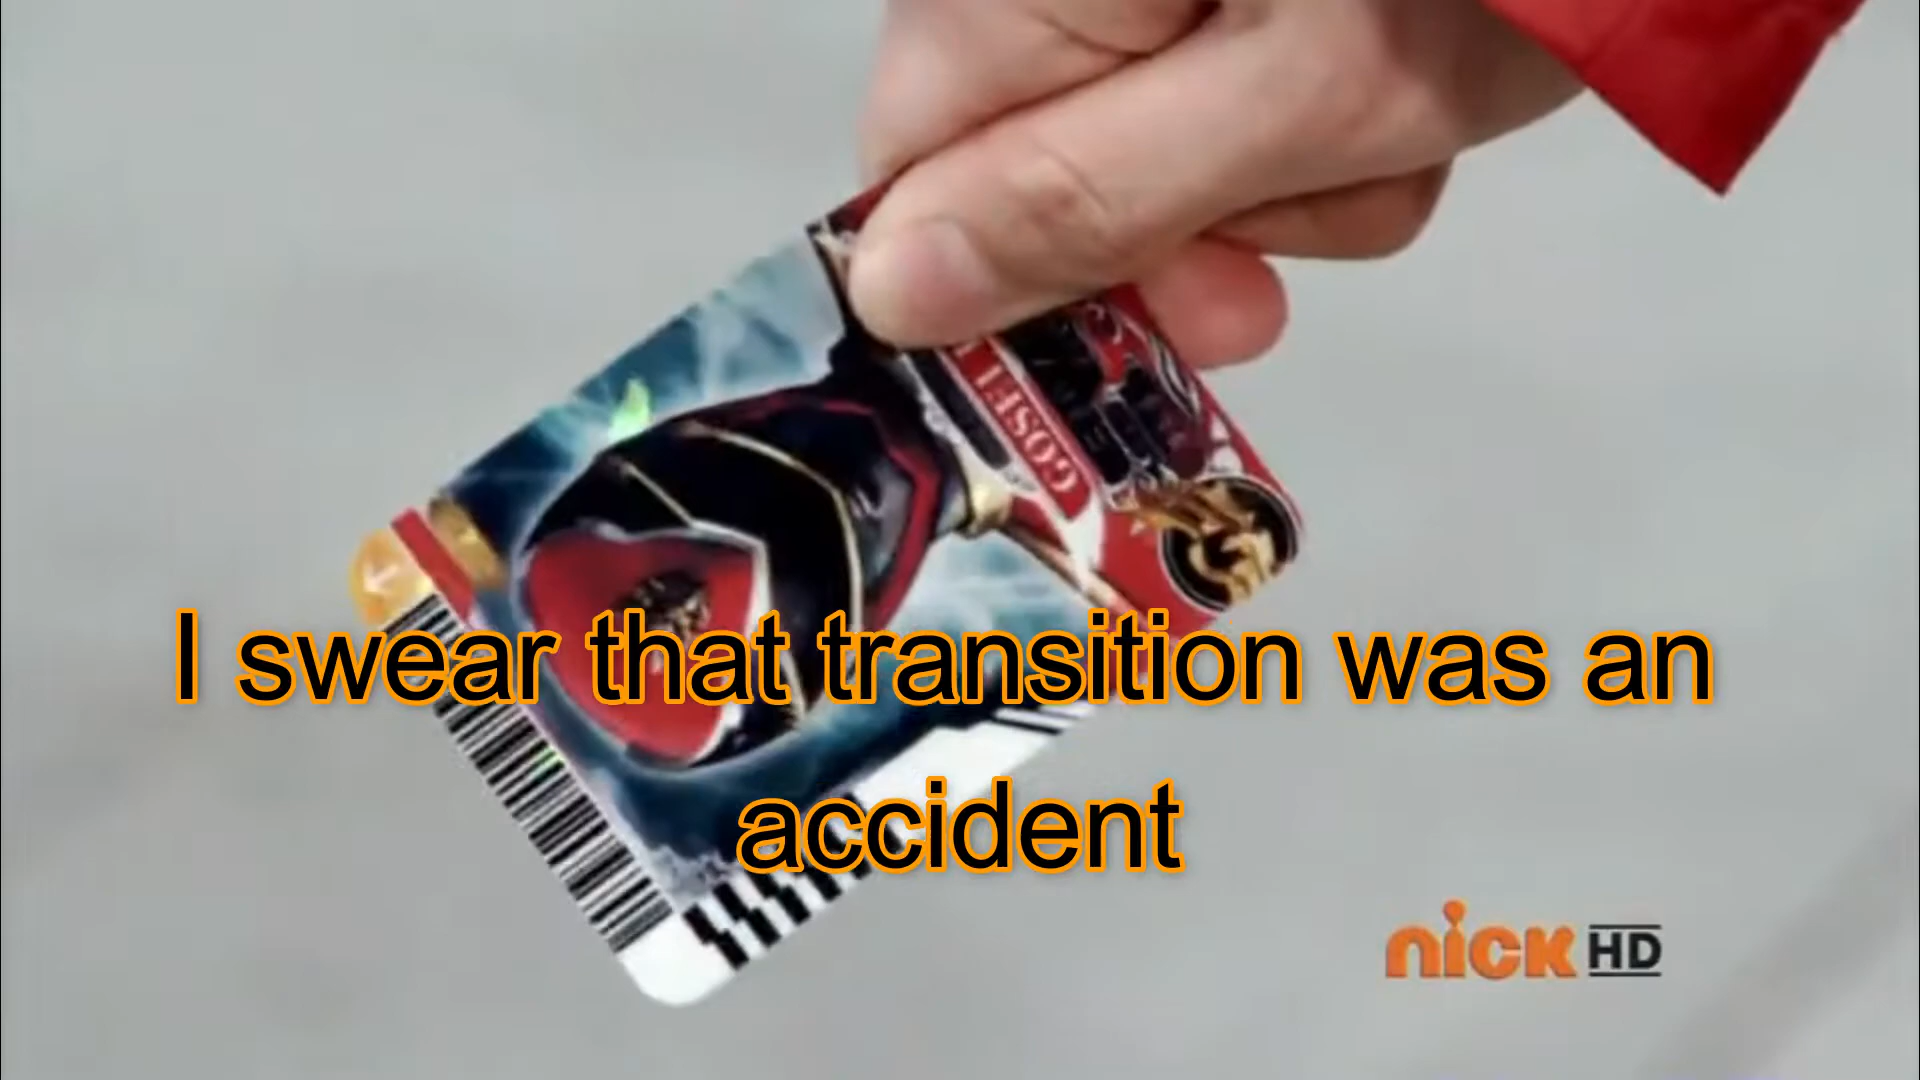 GOSEI
I swear that transition was an
accident
nick HD